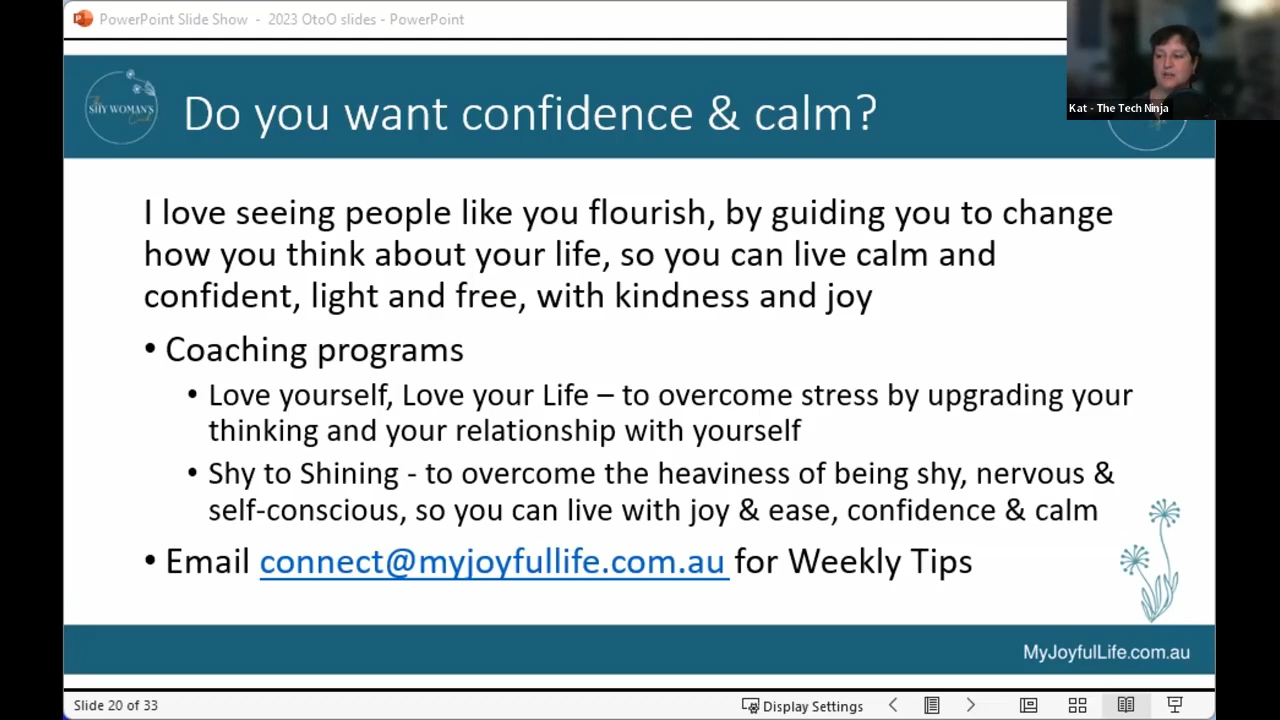 PowerPoint Slide Show - 2023 OtoO slides - PowerPoint
Kat - The Tech Ninja
SHY WOMAN'S
Do you want confidence & calm?
I love seeing people like you flourish, by guiding you to change
how you think about your life, so you can live calm and
confident, light and free, with kindness and joy
• Coaching programs
• Love yourself, Love your Life – to overcome stress by upgrading your
thinking and your relationship with yourself
• Shy to Shining - to overcome the heaviness of being shy, nervous &
self-conscious, so you can live with joy & ease, confidence & calm
• Email connect@myjoyfullife.com.au for Weekly Tips
MyJoyfulLife.com.au
Slide 20 of 33
Display Settings